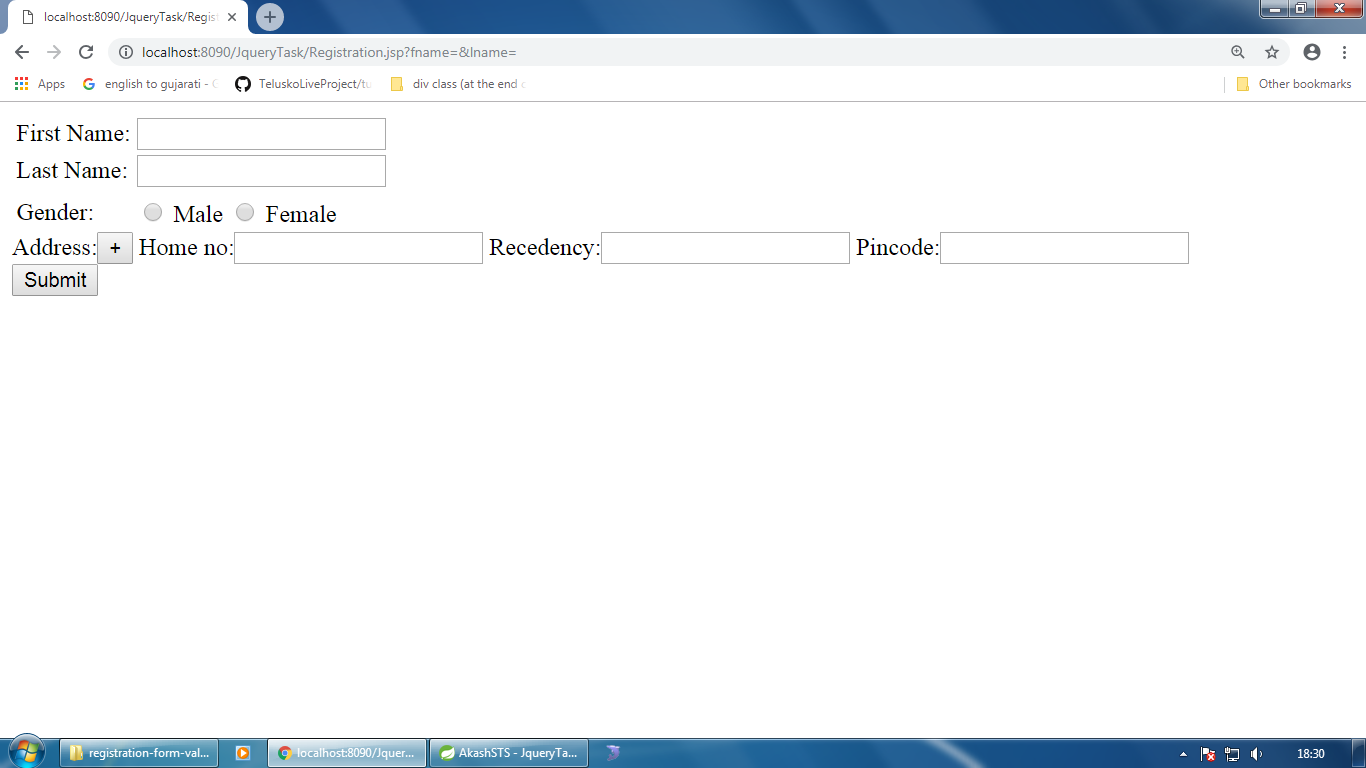 localhost:8090/JqueryTask/Regist
localhost:8090/JqueryTask/Registration.jsp?fname=&lname=
Apps english to gujarati - G TeluskoLiveProject/tu div class (at the end o Other bookmarks
First Name:
Last Name:
Gender: Male Female
Address: + Home no: Recedency: Pincode:
Submit
registration-form-val... localhost:8090/Jquer... AkashSTS - JqueryTa... 18:30